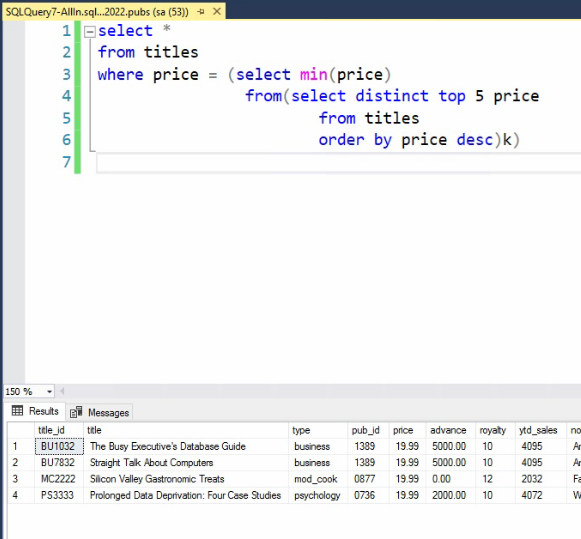 SQLQuery7-AllIn.sql...2022.pubs (sa (53))
1 select *
2 from titles
3 where price = (select min(price)
4 from(select distinct top 5 price
5 from titles
6 order by price desc)k)
7
150 %
Results Messages
title_id title type pub_id price advance royalty ytd_sales
1 BU1032 The Busy Executive's Database Guide business 1389 19.99 5000.00 10 4095
2 BU7832 Straight Talk About Computers business 1389 19.99 5000.00 10 4095
3 MC2222 Silicon Valley Gastronomic Treats mod_cook 0877 19.99 0.00 12 2032
4 PS3333 Prolonged Data Deprivation: Four Case Studies psychology 0736 19.99 2000.00 10 4072